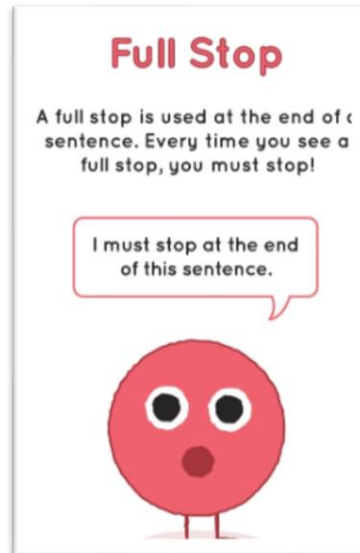 Full Stop
A full stop is used at the end of
sentence. Every time you see a
full stop, you must stop!
I must stop at the end
of this sentence.